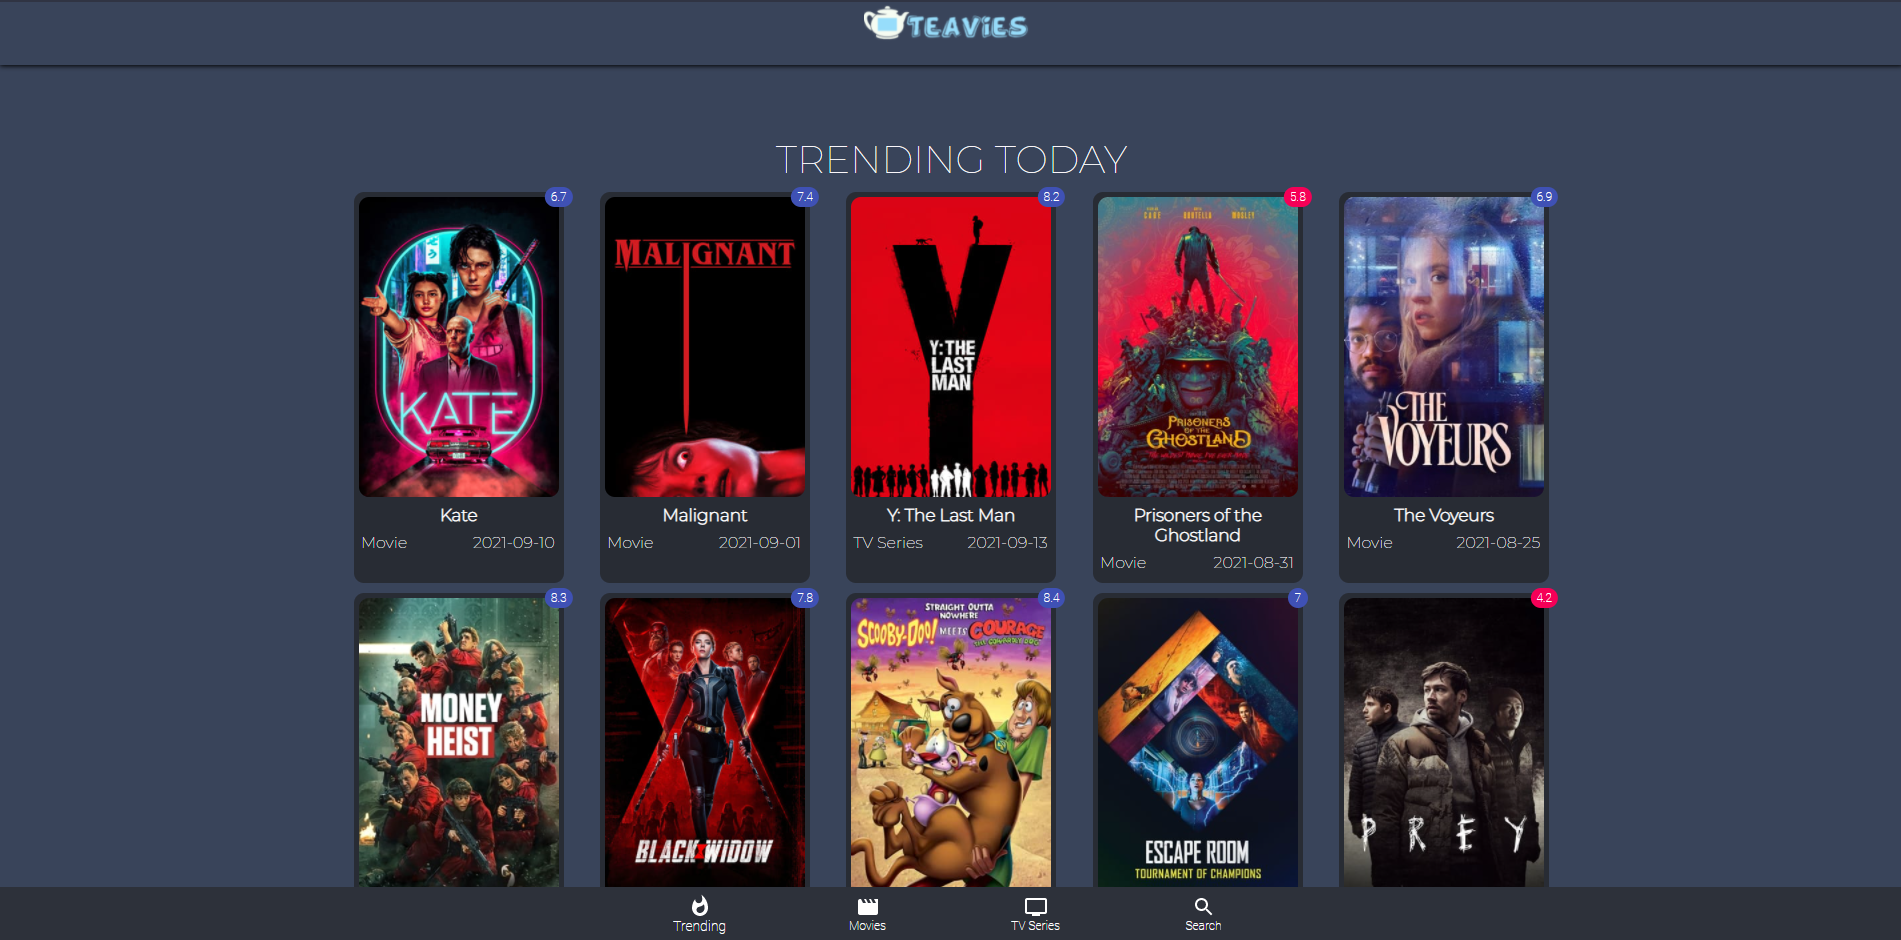 TEAVIES
TRENDING TODAY
6.7
7.4
8.2
5.8
6.9
KATE
MALIGNANT
Y: THE
LAST
MAN
PRISONERS
OF THE
GHOSTLAND
THE
VOYEURS
Kate
Movie 2021-09-10
Malignant
Movie 2021-09-01
Y: The Last Man
TV Series 2021-09-13
Prisoners of the
Ghostland
Movie 2021-08-31
The Voyeurs
Movie 2021-08-25
8.3
7.8
8.4
7
4.2
MONEY
HEIST
BLACK WIDOW
STRAIGHT OUTTA
NOWHERE
SCOOBY-DOO! MEETS COURAGE
THE COWARDLY DOG
ESCAPE ROOM
TOURNAMENT OF CHAMPIONS
PREY
Trending
Movies
TV Series
Search